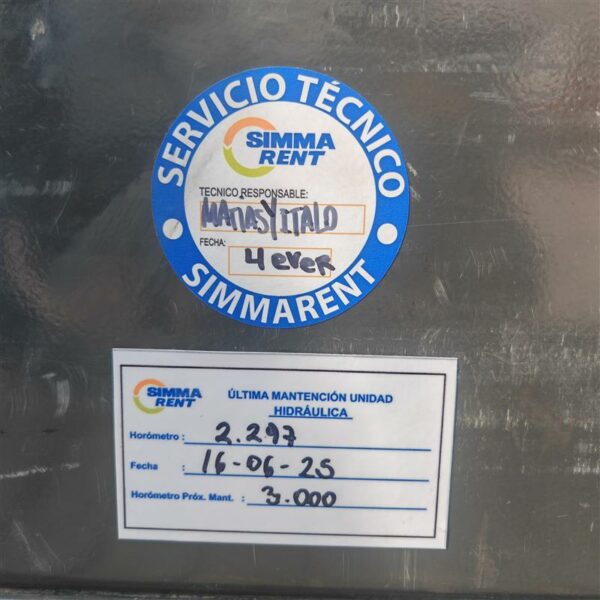 SERVICIO TÉCNICO
SIMMA
RENT
TECNICO RESPONSABLE:
MATIAS Y ITALO
FECHA:
4 ever
SIMMARENT
SIMMA
RENT
ÚLTIMA MANTENCIÓN UNIDAD
HIDRÁULICA
Horómetro : 2.297
Fecha : 16-06-25
Horómetro Próx. Mant. : 3.000